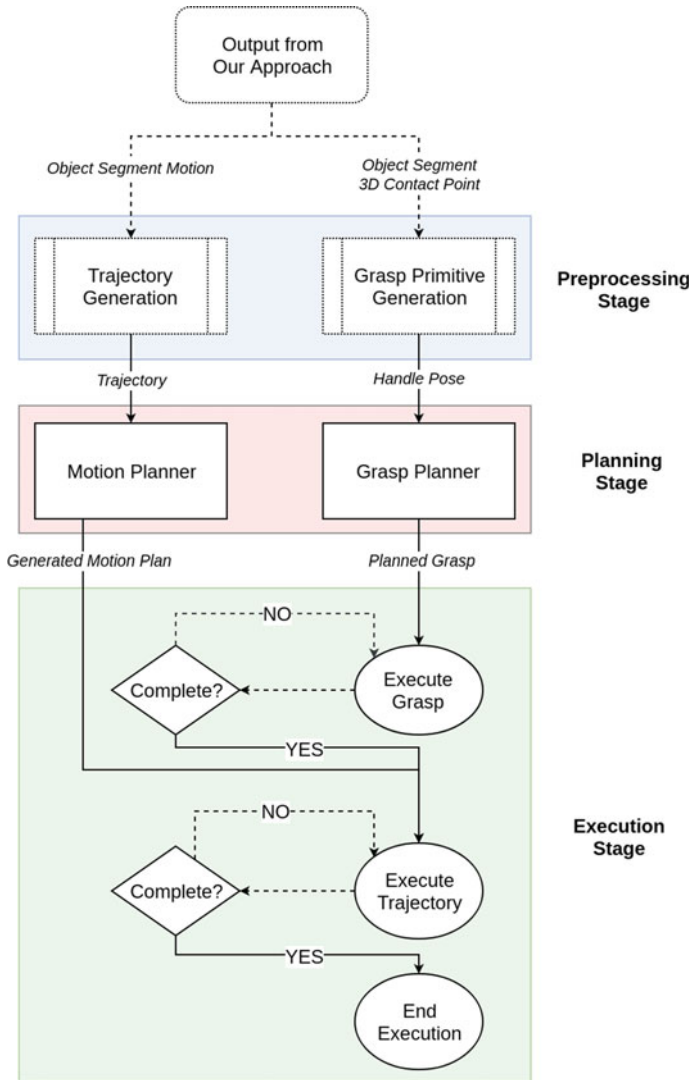 Output from
Our Approach
Object Segment Motion
Object Segment
3D Contact Point
Trajectory
Generation
Grasp Primitive
Generation
Preprocessing
Stage
Trajectory
Handle Pose
Motion Planner
Grasp Planner
Planning
Stage
Generated Motion Plan
Planned Grasp
NO
Complete?
Execute
Grasp
YES
NO
Complete?
Execute
Trajectory
Execution
Stage
YES
End
Execution